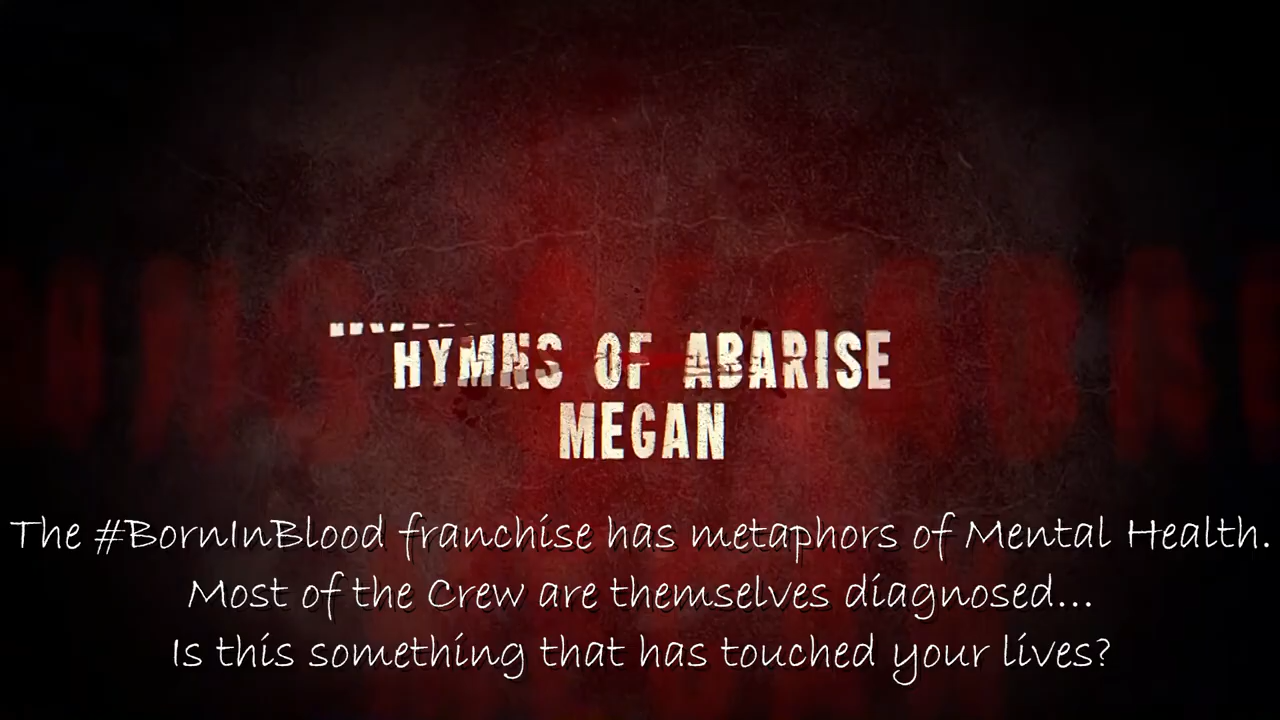 HYMNS OF ABARISE
MEGAN
The #BornInBlood franchise has metaphors of Mental Health.
Most of the Crew are themselves diagnosed...
Is this something that has touched your lives?